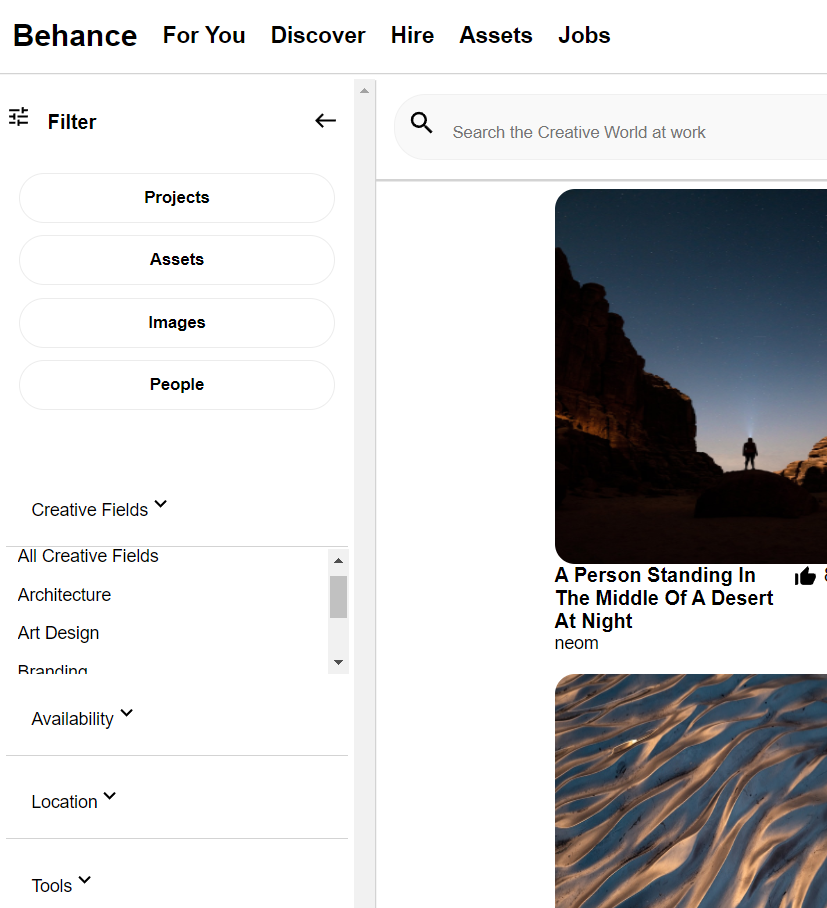 Behance For You Discover Hire Assets Jobs
Filter
Search the Creative World at work
Projects
Assets
Images
People
Creative Fields
All Creative Fields
Architecture
Art Design
Branding
Availability
Location
Tools
A Person Standing In
The Middle Of A Desert
At Night
neom